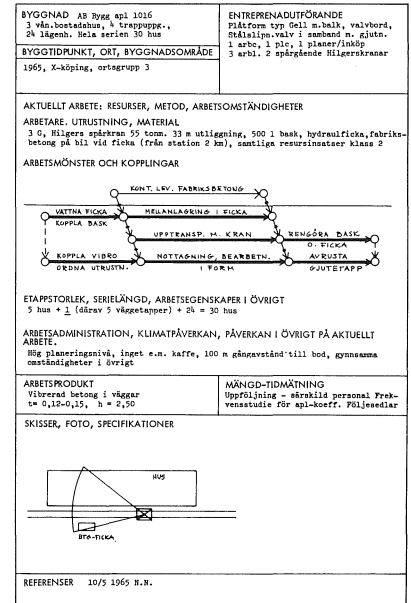 BYGGNAD AB Bygg apl 1016
3 vån.bostadshus, 4 trappuppg.,
24 lägenh. Hela serien 30 hus
BYGGTIDPUNKT, ORT, BYGGNADSOMRÅDE
1965, X-köping, ortsgrupp 3
ENTREPRENADUTFÖRANDE
Plåtform typ Gell m.balk, valvbord,
Stålslipn.valv i samband m. gjutn.
1 arbc, 1 plc, 1 planer/inköp
3 arbl. 2 spårgående Hilgerskranar
AKTUELLT ARBETE: RESURSER, METOD, ARBETSOMSTÄNDIGHETER
ARBETARE. UTRUSTNING, MATERIAL
3 G, Hilgers spårkran 55 tonm. 33 m utliggning, 500 l bask, hydraulficka,fabriks-
betong på bil vid ficka (från station 2 km), samtliga resursinsatser klass 2
ARBETSMÖNSTER OCH KOPPLINGAR
KONT. LEV. FABRIKSBETONG
VATTNA FICKA
MELLANLAGRING I FICKA
KOPPLA BASK
UPPTRANSP. M. KRAN
RENGÖRA BASK
O. FICKA
KOPPLA VIBRO
MOTTAGNING, BEARBETN.
AVRUSTA
ORDNA UTRUSTN.
I FORM
GJUTETAPP
ETAPPSTORLEK, SERIELÄNGD, ARBETSEGENSKAPER I ÖVRIGT
5 hus + 1 (därav 5 väggetapper) + 24 = 30 hus
ARBETSADMINISTRATION, KLIMATPÅVERKAN, PÅVERKAN I ÖVRIGT PÅ AKTUELLT
ARBETE.
Hög planeringsnivå, inget e.m. kaffe, 100 m gångavstånd till bod, gynnsamma
omständigheter i övrigt
ARBETSPRODUKT
Vibrerad betong i väggar
t= 0,12-0,15, h = 2,50
MÄNGD-TIDMÄTNING
Uppföljning - särskild personal Frek-
vensstudie för apl-koeff. Följesedlar
SKISSER, FOTO, SPECIFIKATIONER
HUS
BTG-FICKA
REFERENSER 10/5 1965 N.N.